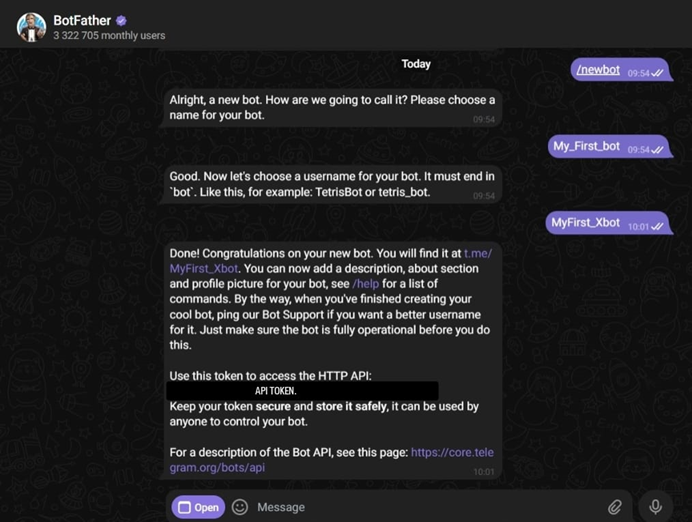 BotFather
3 322 705 monthly users
Today
/newbot 09:54
Alright, a new bot. How are we going to call it? Please choose a
name for your bot.
09:54
My_First_bot 09:54
Good. Now let's choose a username for your bot. It must end in
`bot`. Like this, for example: TetrisBot or tetris_bot.
09:54
MyFirst_Xbot 10:01
Done! Congratulations on your new bot. You will find it at t.me/
MyFirst_Xbot. You can now add a description, about section
and profile picture for your bot, see /help for a list of
commands. By the way, when you've finished creating your
cool bot, ping our Bot Support if you want a better username
for it. Just make sure the bot is fully operational before you do
this.
Use this token to access the HTTP API:
API TOKEN.
Keep your token secure and store it safely, it can be used by
anyone to control your bot.
For a description of the Bot API, see this page: https://core.tele
gram.org/bots/api
10:01
Open Message